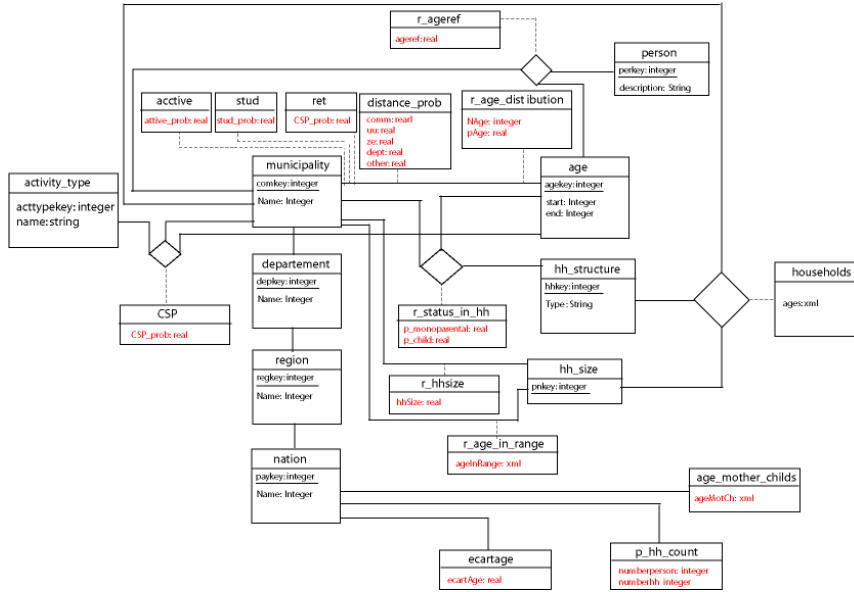 r_ageref
ageref: real
person
perkey: integer
description: String
acctive
attive_prob: real
stud
stud_prob: real
ret
CSP_prob: real
distance_prob
comm: rearl
uu: real
ze: real
dept: real
other: real
r_age_distibution
NAge: integer
pAge: real
municipality
comkey: integer
Name: Integer
age
agekey: integer
start: Integer
end: Integer
activity_type
acttypekey: integer
name: string
departement
depkey: integer
Name: Integer
hh_structure
hhkey: integer
Type : String
households
ages: xml
CSP
CSP_prob: real
r_status_in_hh
p_monoparental: real
p_child: real
region
regkey: integer
Name: Integer
r_hhsize
hhSize: real
hh_size
pnkey: integer
r_age_in_range
ageInRange: xml
nation
paykey: integer
Name: Integer
age_mother_childs
ageMotCh: xml
ecartage
ecartAge: real
p_hh_count
numberperson: integer
numberhh integer